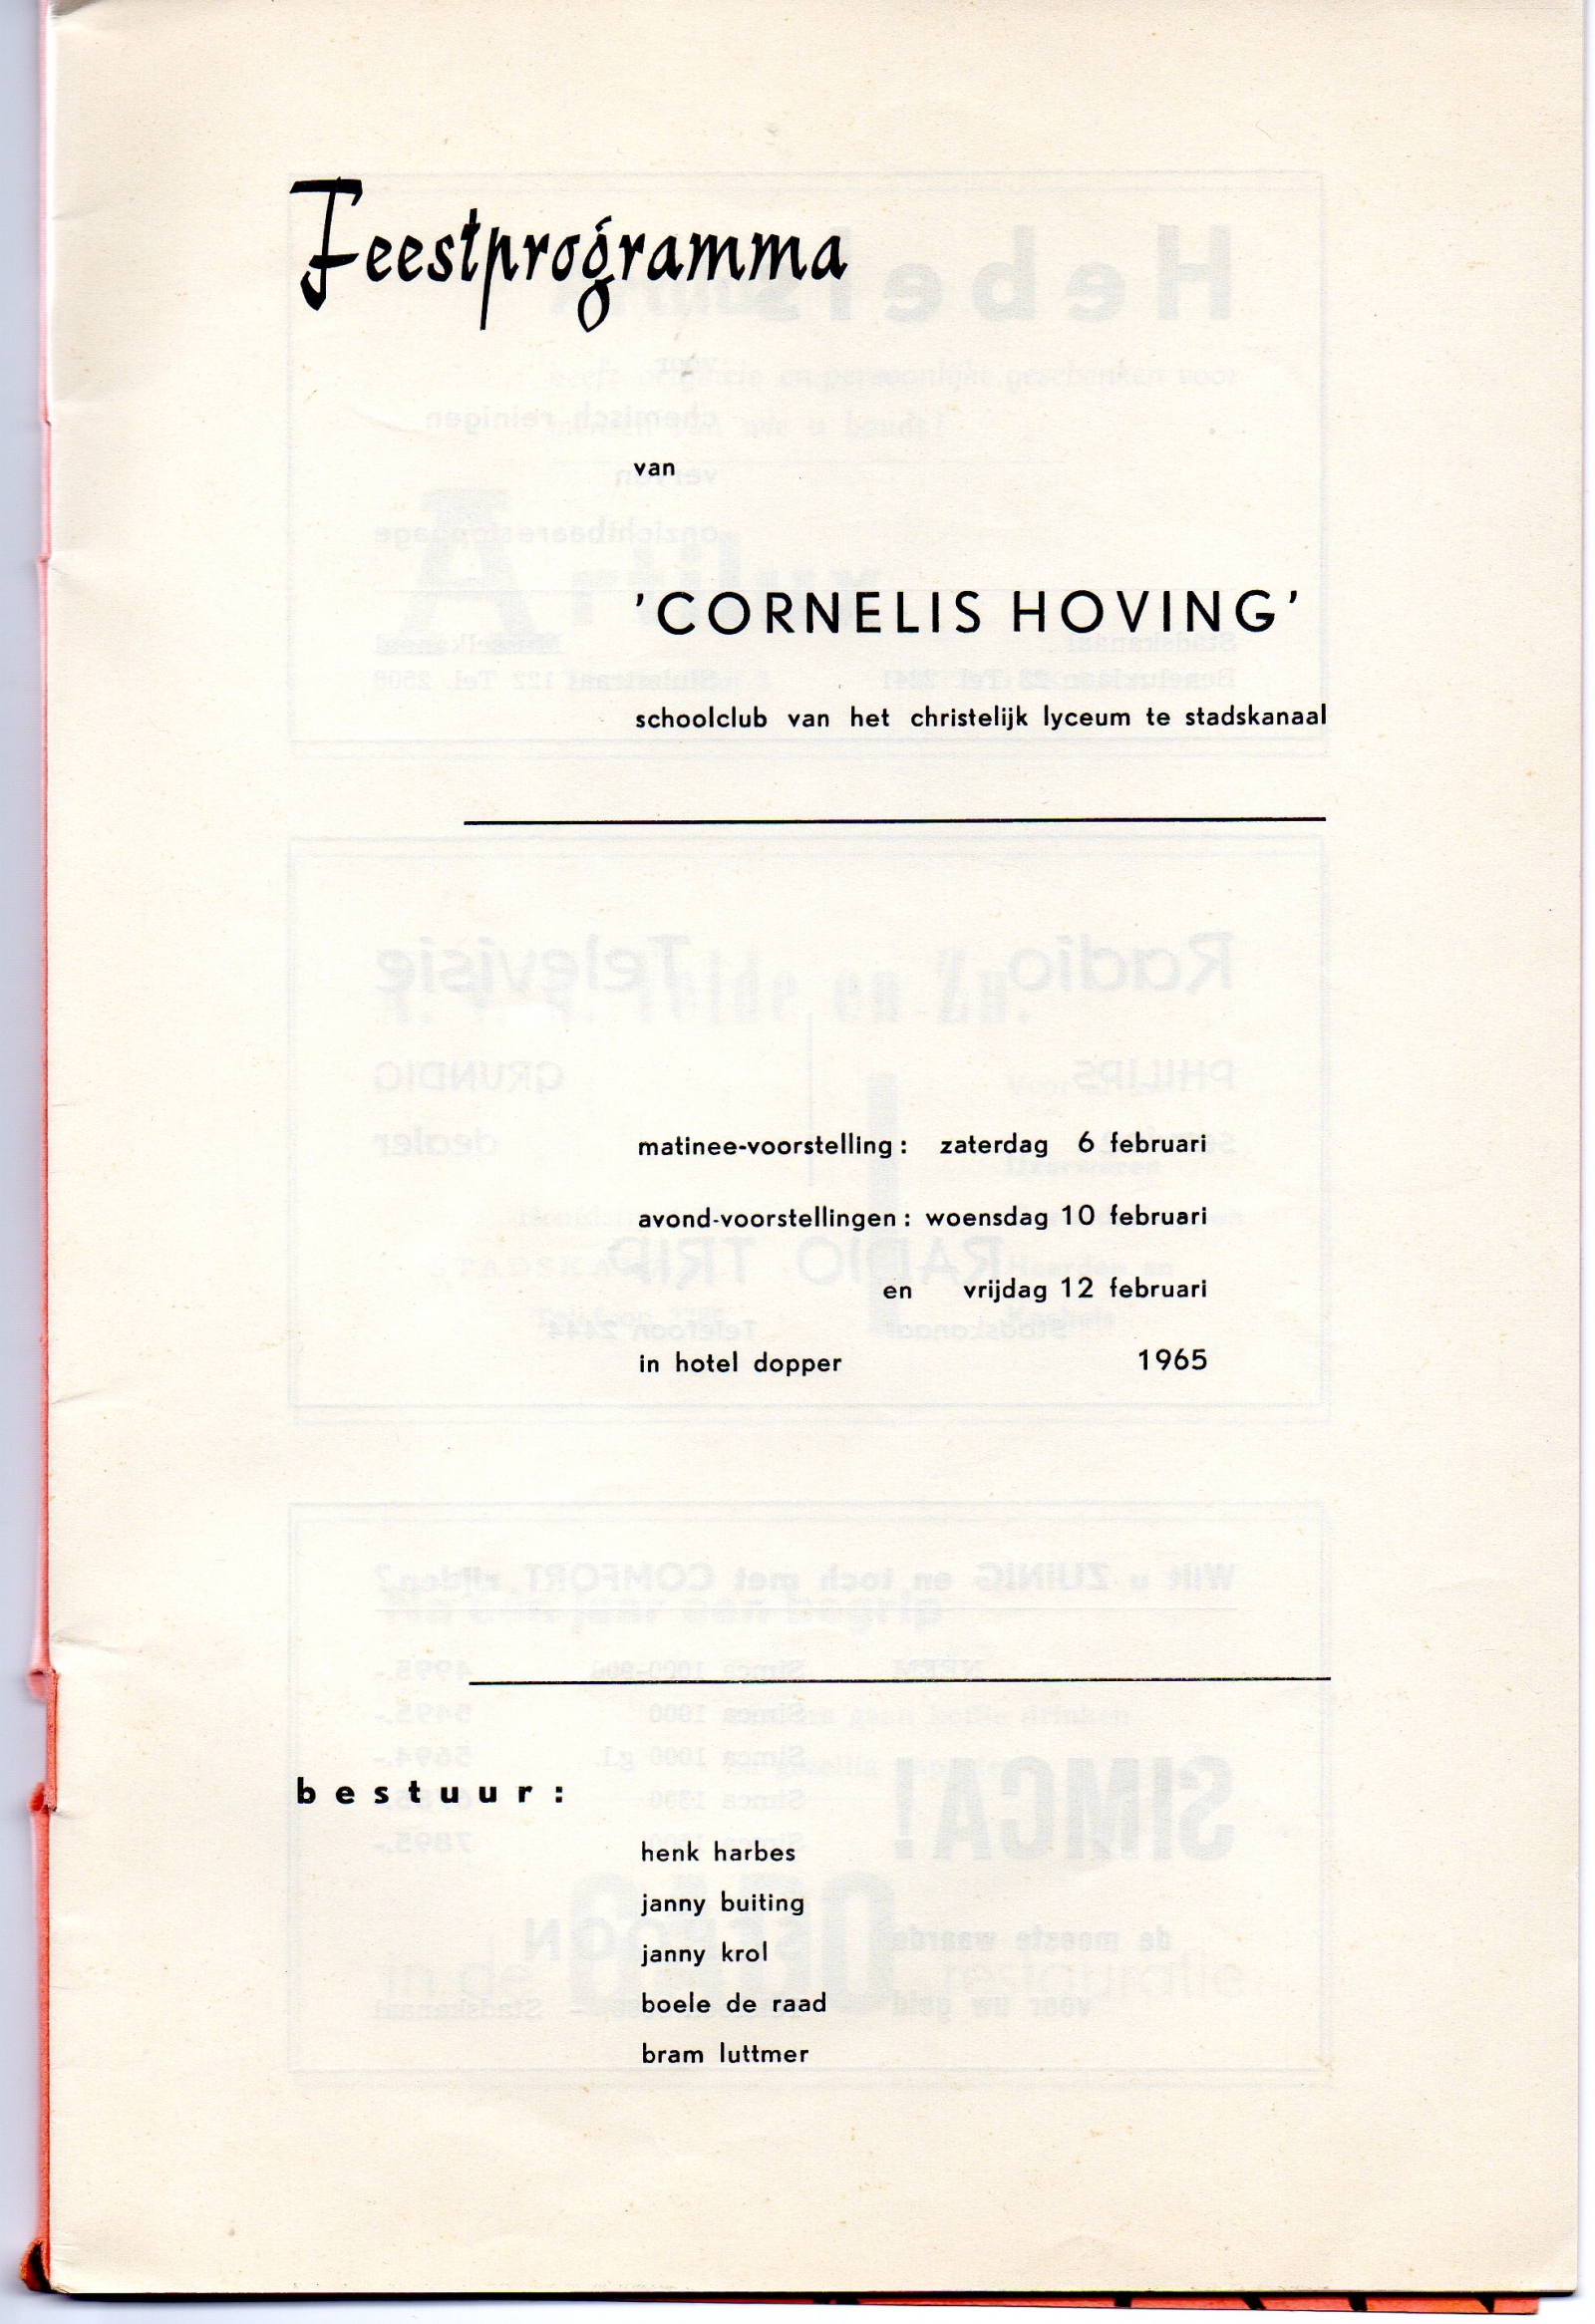 Feestprogramma
van
'CORNELIS HOVING'
schoolclub van het christelijk lyceum te stadskanaal
matinee-voorstelling: zaterdag 6 februari
avond-voorstellingen: woensdag 10 februari
en vrijdag 12 februari
in hotel dopper 1965
bestuur:
henk harbes
janny buiting
janny krol
boele de raad
bram luttmer